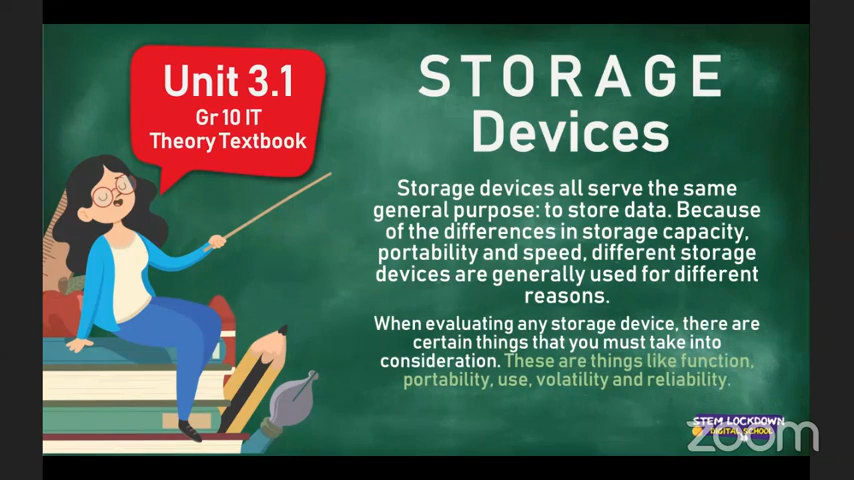 Unit 3.1
Gr 10 IT
Theory Textbook
STORAGE
Devices
Storage devices all serve the same
general purpose: to store data. Because
of the differences in storage capacity,
portability and speed, different storage
devices are generally used for different
reasons.
When evaluating any storage device, there are
certain things that you must take into
consideration. These are things like function,
portability, use, volatility and reliability.
STEM LOCKDOWN
DIGITAL SCHOOL
zoom